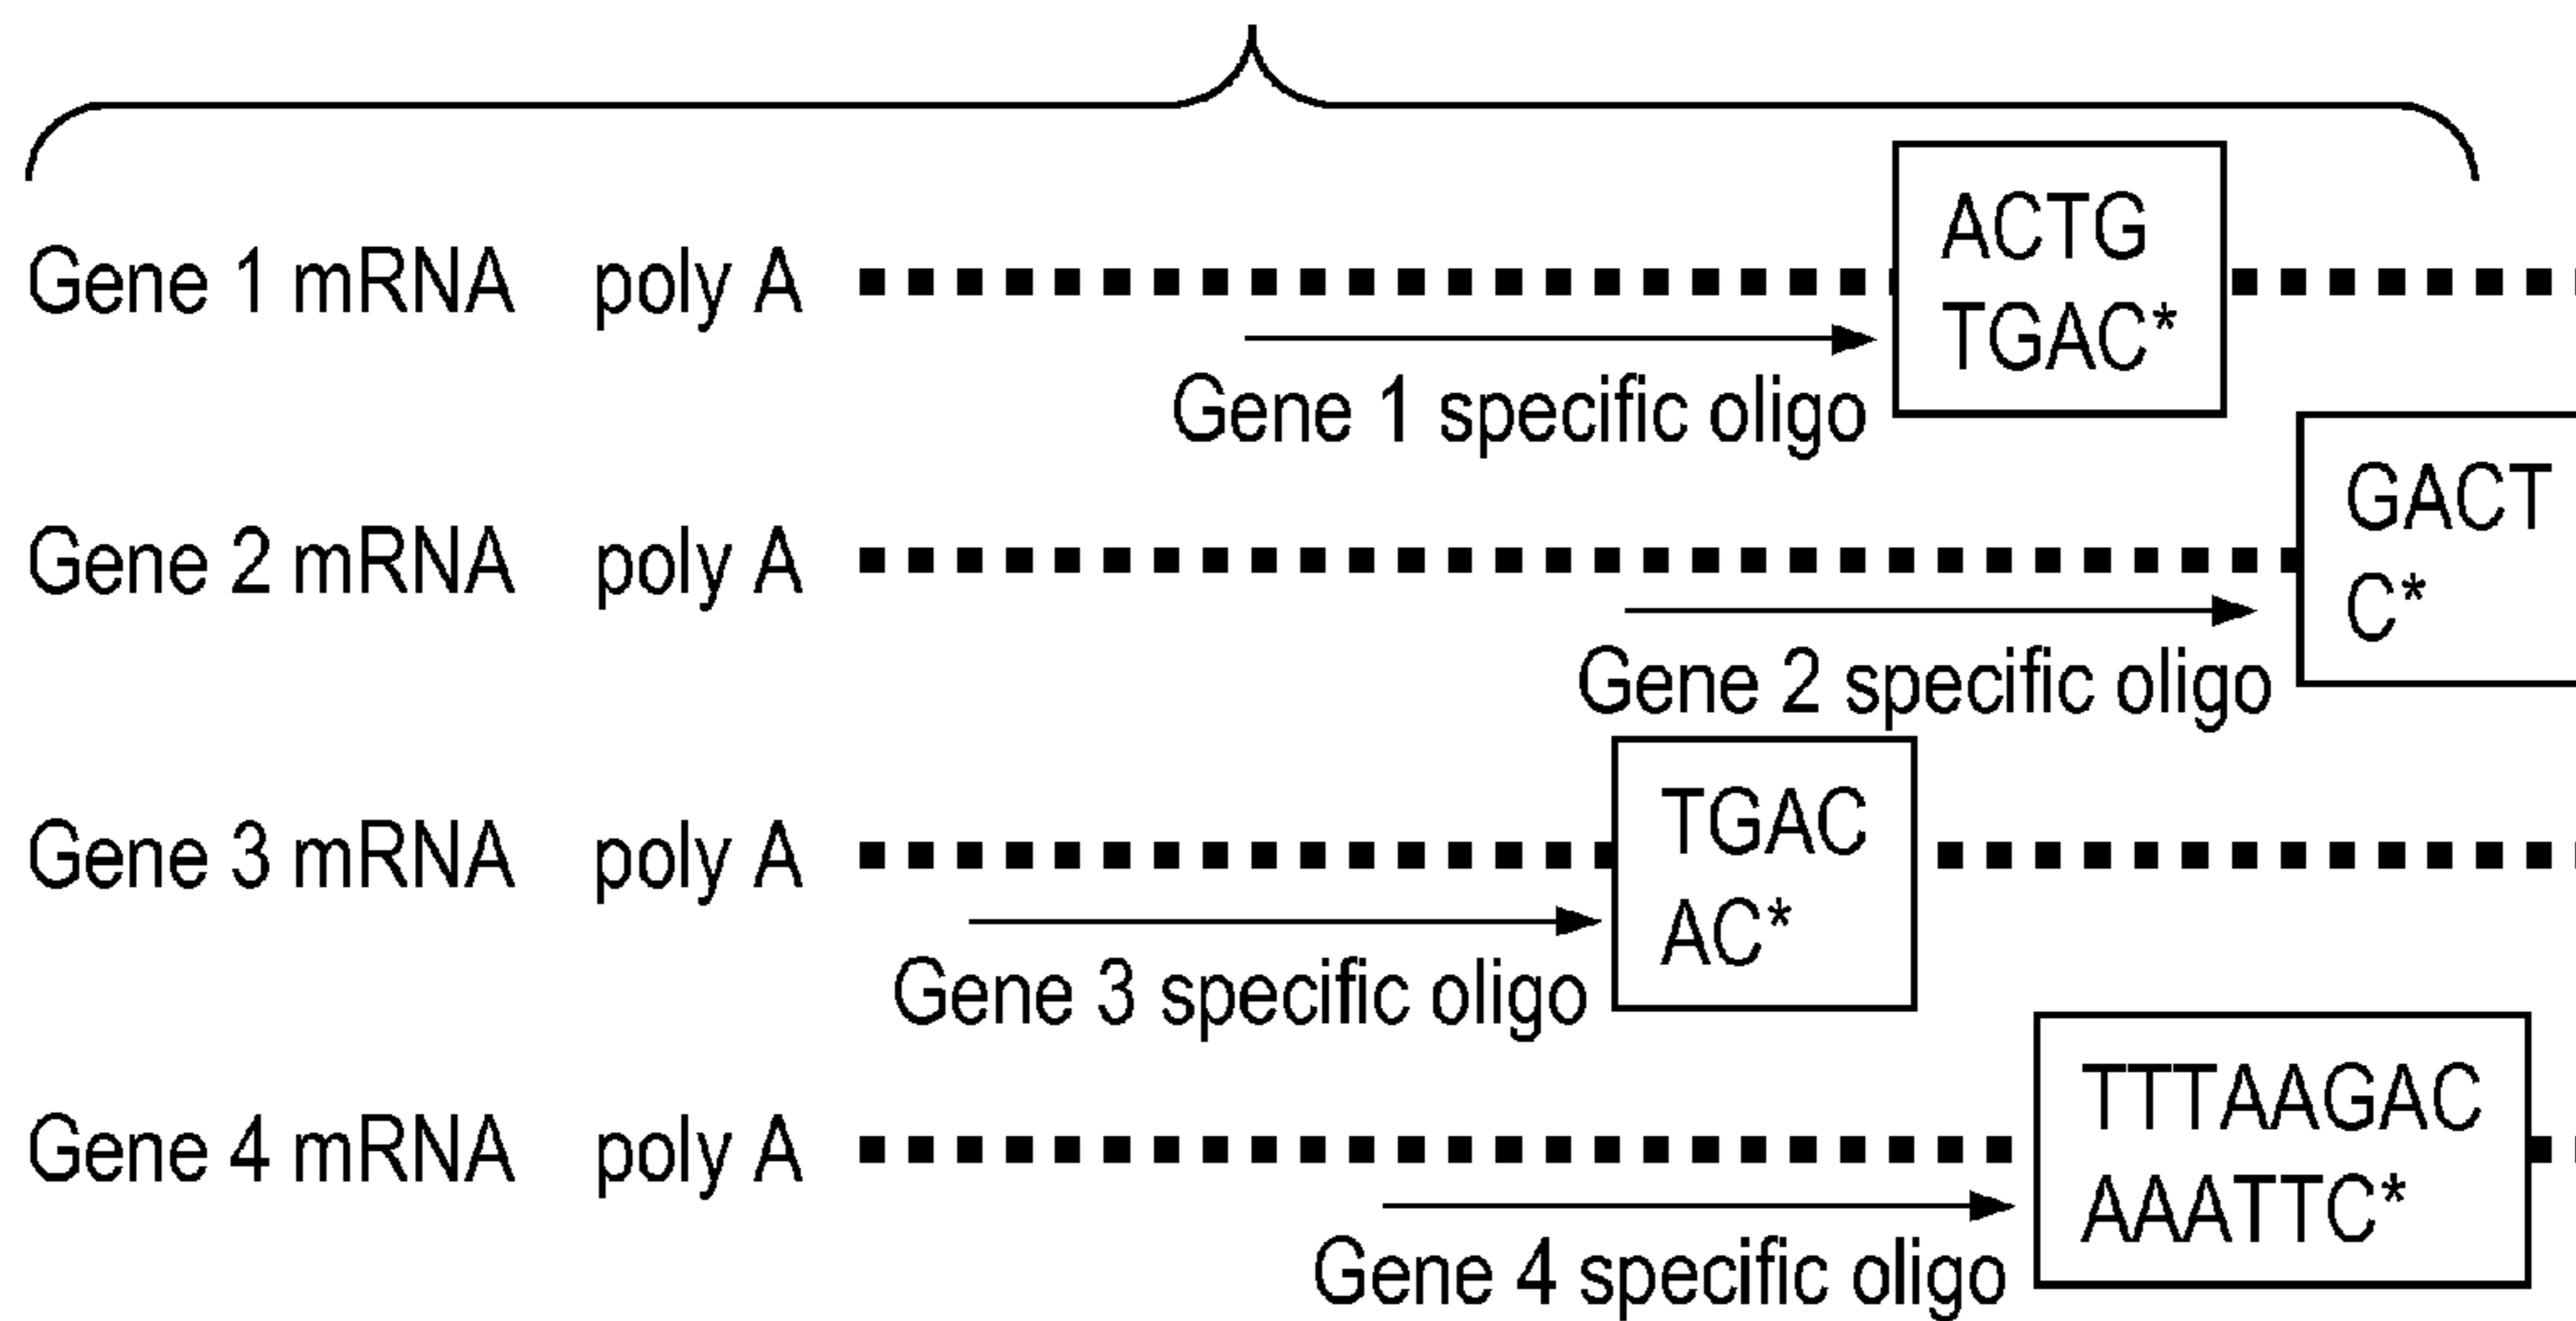 ACTG
Gene 1 mRNA poly A
TGAC*
Gene 1 specific oligo
GACT
Gene 2 mRNA poly A
C*
Gene 2 specific oligo
TGAC
Gene 3 mRNA poly A
AC*
Gene 3 specific oligo
TTTAAGAC
Gene 4 mRNA poly A
AAATTC*
Gene 4 specific oligo